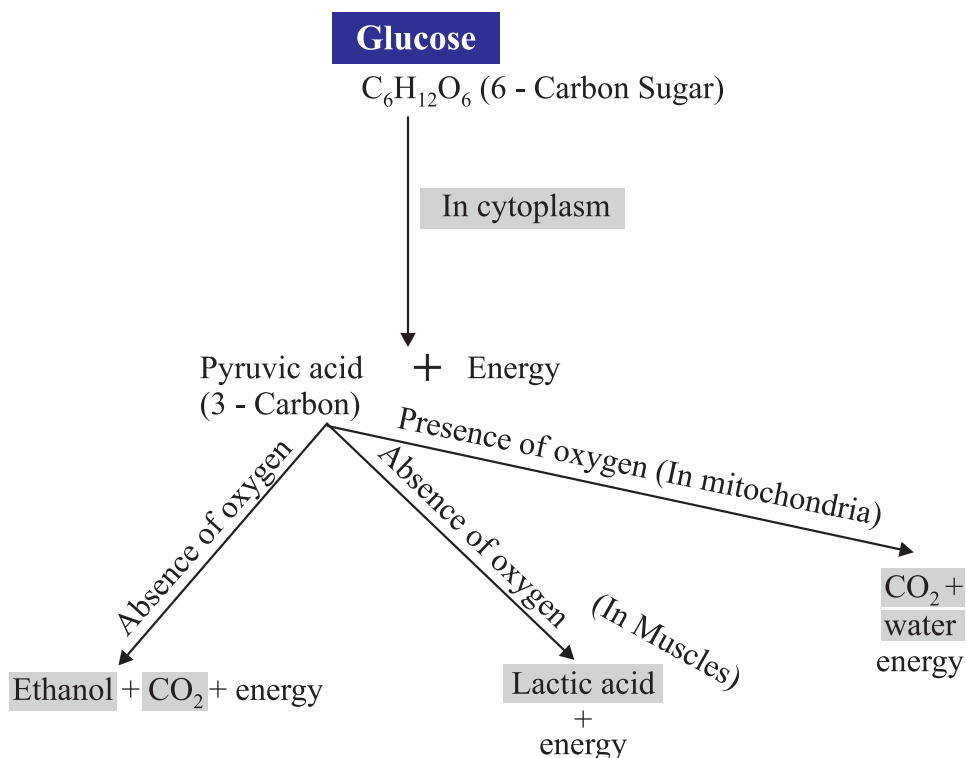 Glucose
C₆H₁₂O₆ (6 - Carbon Sugar)
In cytoplasm
Pyruvic acid + Energy
(3 - Carbon)
Absence of oxygen
Absence of oxygen
(In Muscles)
Presence of oxygen (In mitochondria)
Ethanol + CO₂ + energy
Lactic acid
+
energy
CO₂ +
water
energy